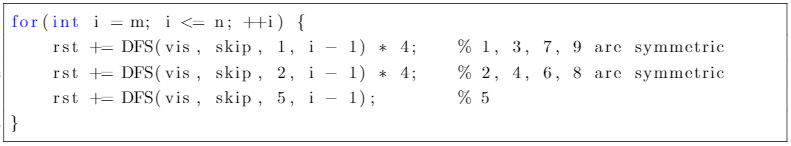 for(int i = m; i <= n; ++i) {
    rst += DFS(vis, skip, 1, i - 1) * 4;    % 1, 3, 7, 9 are symmetric
    rst += DFS(vis, skip, 2, i - 1) * 4;    % 2, 4, 6, 8 are symmetric
    rst += DFS(vis, skip, 5, i - 1);        % 5
}